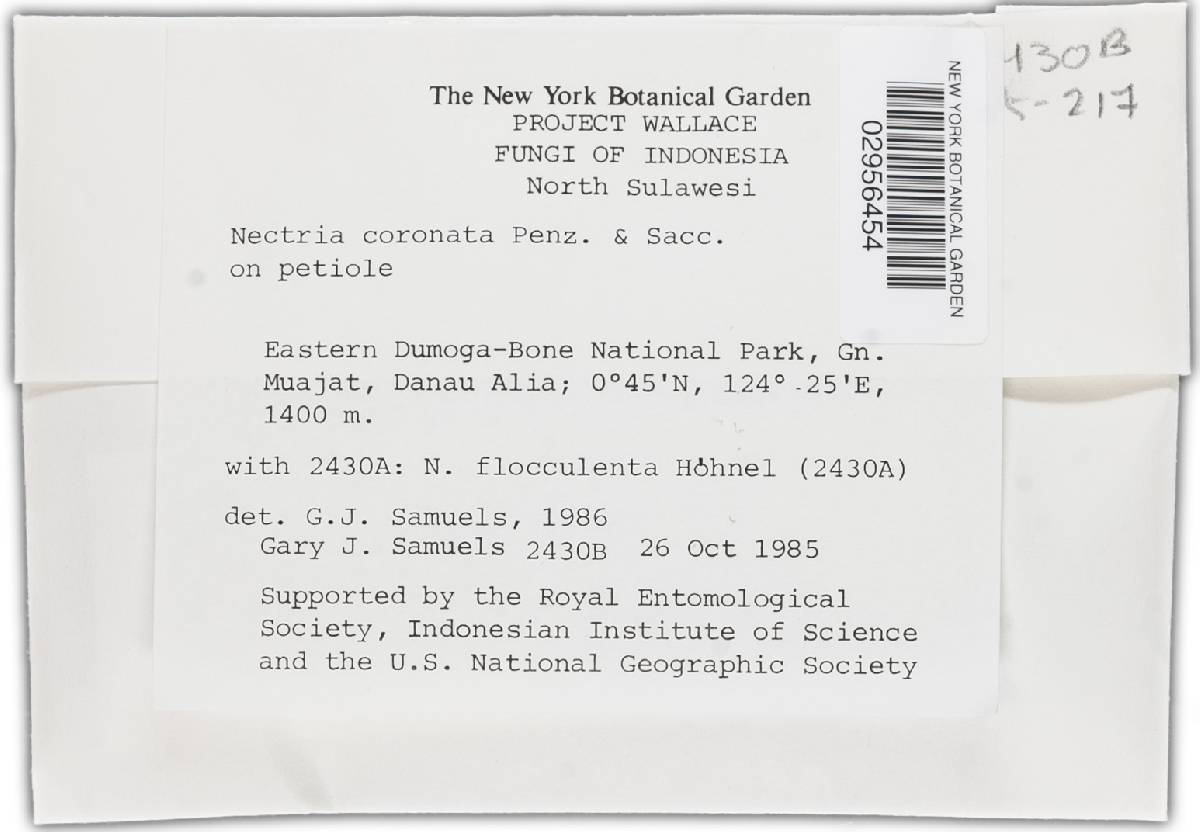 The New York Botanical Garden
PROJECT WALLACE
FUNGI OF INDONESIA
North Sulawesi
Nectria coronata Penz. & Sacc.
on petiole
Eastern Dumoga-Bone National Park, Gn.
Muajat, Danau Alia; 0°45'N, 124° 25'E,
1400 m.
with 2430A: N. flocculenta Höhnel (2430A)
det. G.J. Samuels, 1986
Gary J. Samuels 2430B 26 Oct 1985
Supported by the Royal Entomological
Society, Indonesian Institute of Science
and the U.S. National Geographic Society
02956454
NEW YORK BOTANICAL GARDEN
430B
-217